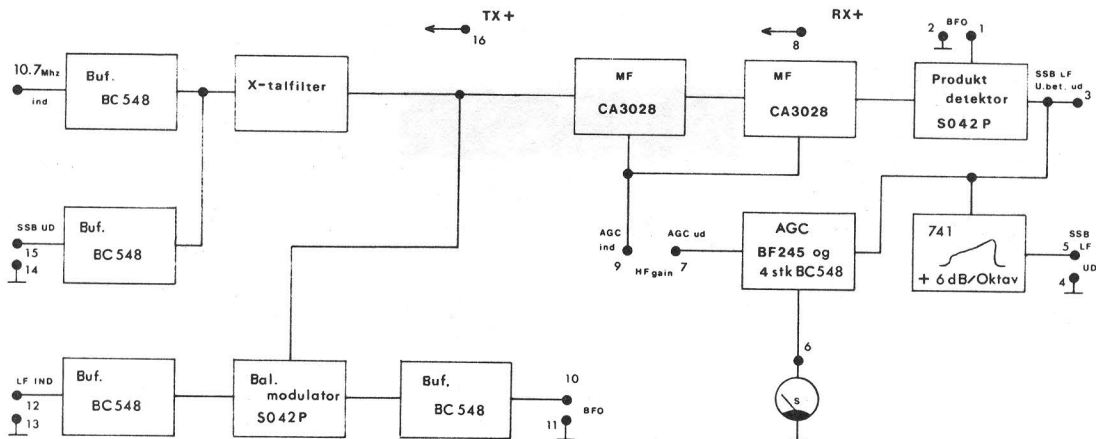 TX+
16
RX+
8
BFO
2
1
10.7Mhz
ind
Buf.
BC 548
X-talfilter
MF
CA3028
MF
CA3028
Produkt
detektor
S042P
SSB LF
U.bet. ud
3
SSB UD
15
14
Buf.
BC 548
AGC
ind
9
HF gain
AGC ud
7
AGC
BF245 og
4 stk BC548
741
+ 6 dB/Oktav
SSB
LF
5
UD
4
6
S
LF IND
12
13
Buf.
BC 548
Bal.
modulator
S042P
Buf.
BC 548
10
BFO
11